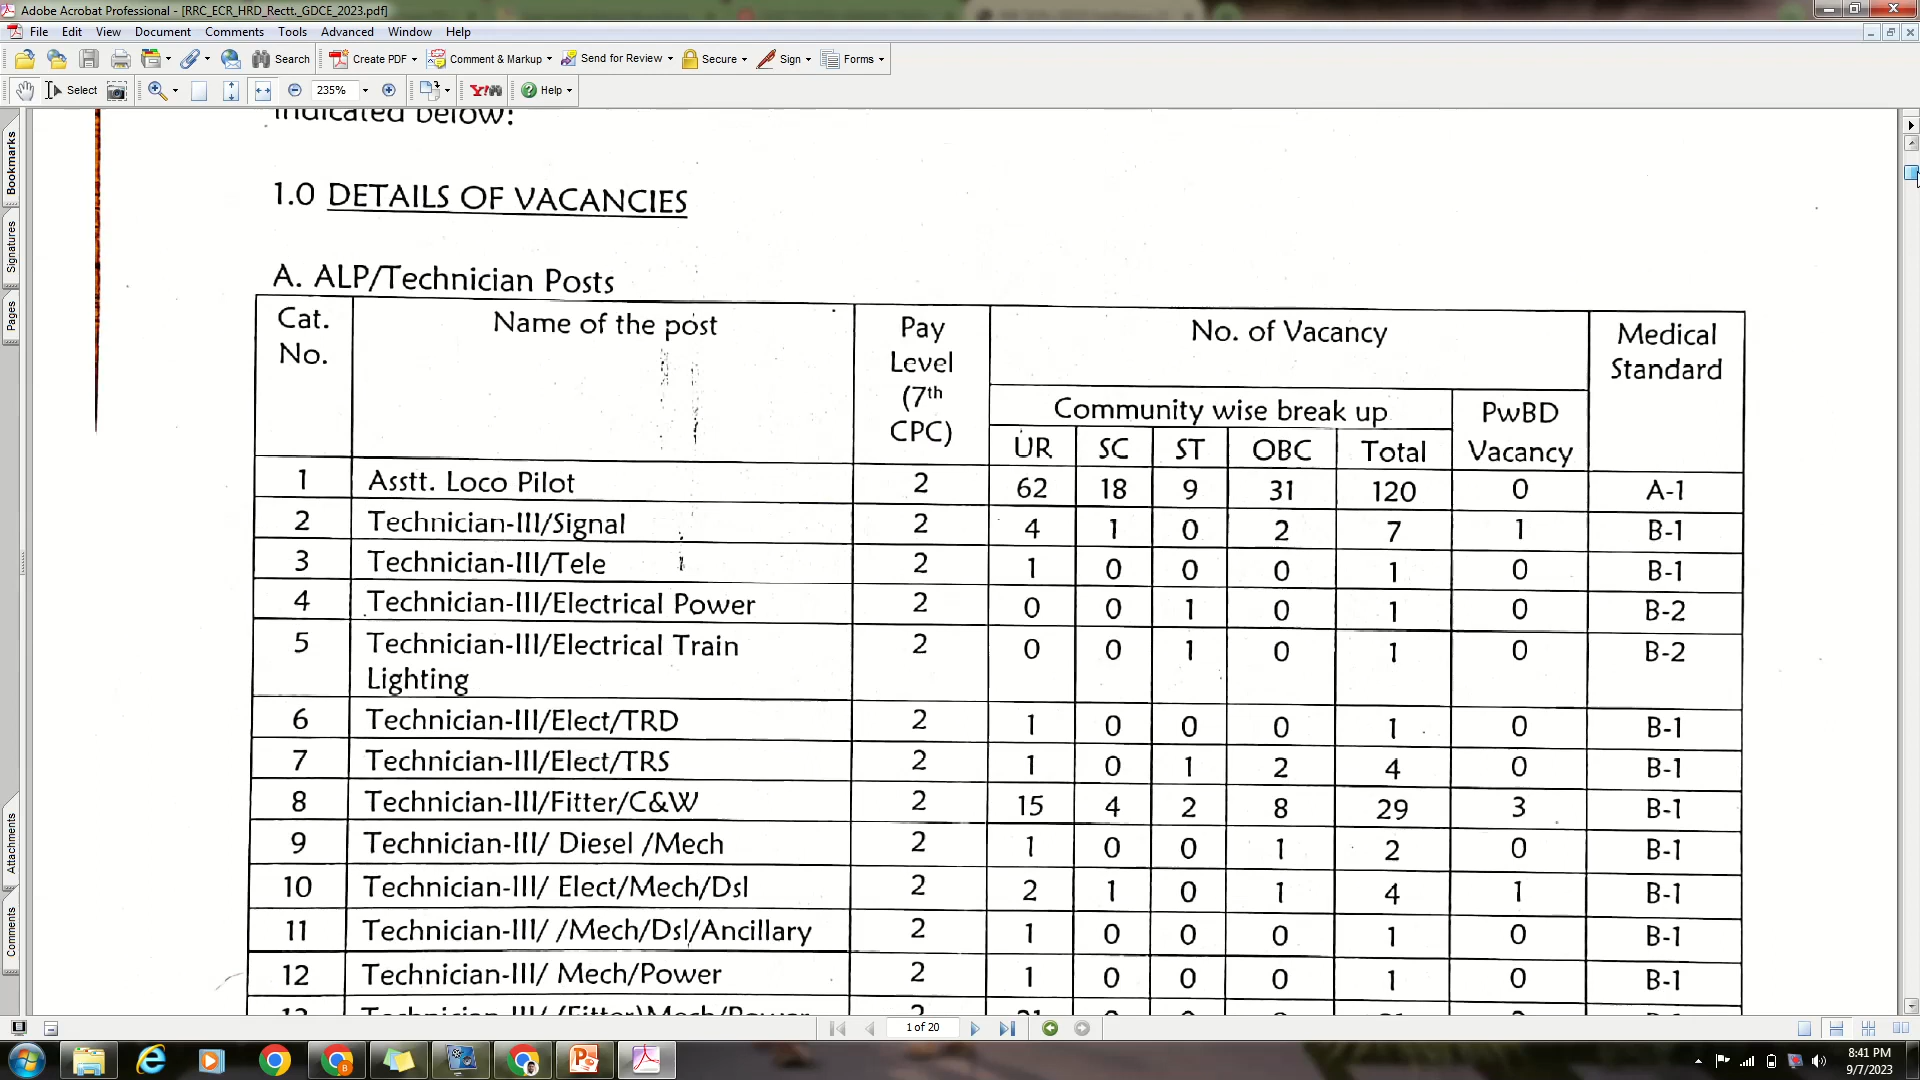 Adobe Acrobat Professional - [RRC_ECR_HRD_Rectt._GDCE_2023.pdf]
File Edit View Document Comments Tools Advanced Window Help
Search Create PDF Comment & Markup Send for Review Secure Sign Forms
Select 235% Y! Help
Bookmarks
Signatures
Pages
Attachments
Comments
indicated below:
1.0 DETAILS OF VACANCIES
A. ALP/Technician Posts
Cat. No. Name of the post Pay Level (7th CPC) No. of Vacancy Medical Standard
Community wise break up PwBD Vacancy
UR SC ST OBC Total
1 Asstt. Loco Pilot 2 62 18 9 31 120 0 A-1
2 Technician-III/Signal 2 4 1 0 2 7 1 B-1
3 Technician-III/Tele 2 1 0 0 0 1 0 B-1
4 Technician-III/Electrical Power 2 0 0 1 0 1 0 B-2
5 Technician-III/Electrical Train Lighting 2 0 0 1 0 1 0 B-2
6 Technician-III/Elect/TRD 2 1 0 0 0 1 0 B-1
7 Technician-III/Elect/TRS 2 1 0 1 2 4 0 B-1
8 Technician-III/Fitter/C&W 2 15 4 2 8 29 3 B-1
9 Technician-III/ Diesel /Mech 2 1 0 0 1 2 0 B-1
10 Technician-III/ Elect/Mech/Dsl 2 2 1 0 1 4 1 B-1
11 Technician-III/ /Mech/Dsl/Ancillary 2 1 0 0 0 1 0 B-1
12 Technician-III/ Mech/Power 2 1 0 0 0 1 0 B-1
13 Technician-III/ (Fitter)Mech/Power 2
1 of 20
8:41 PM
9/7/2023